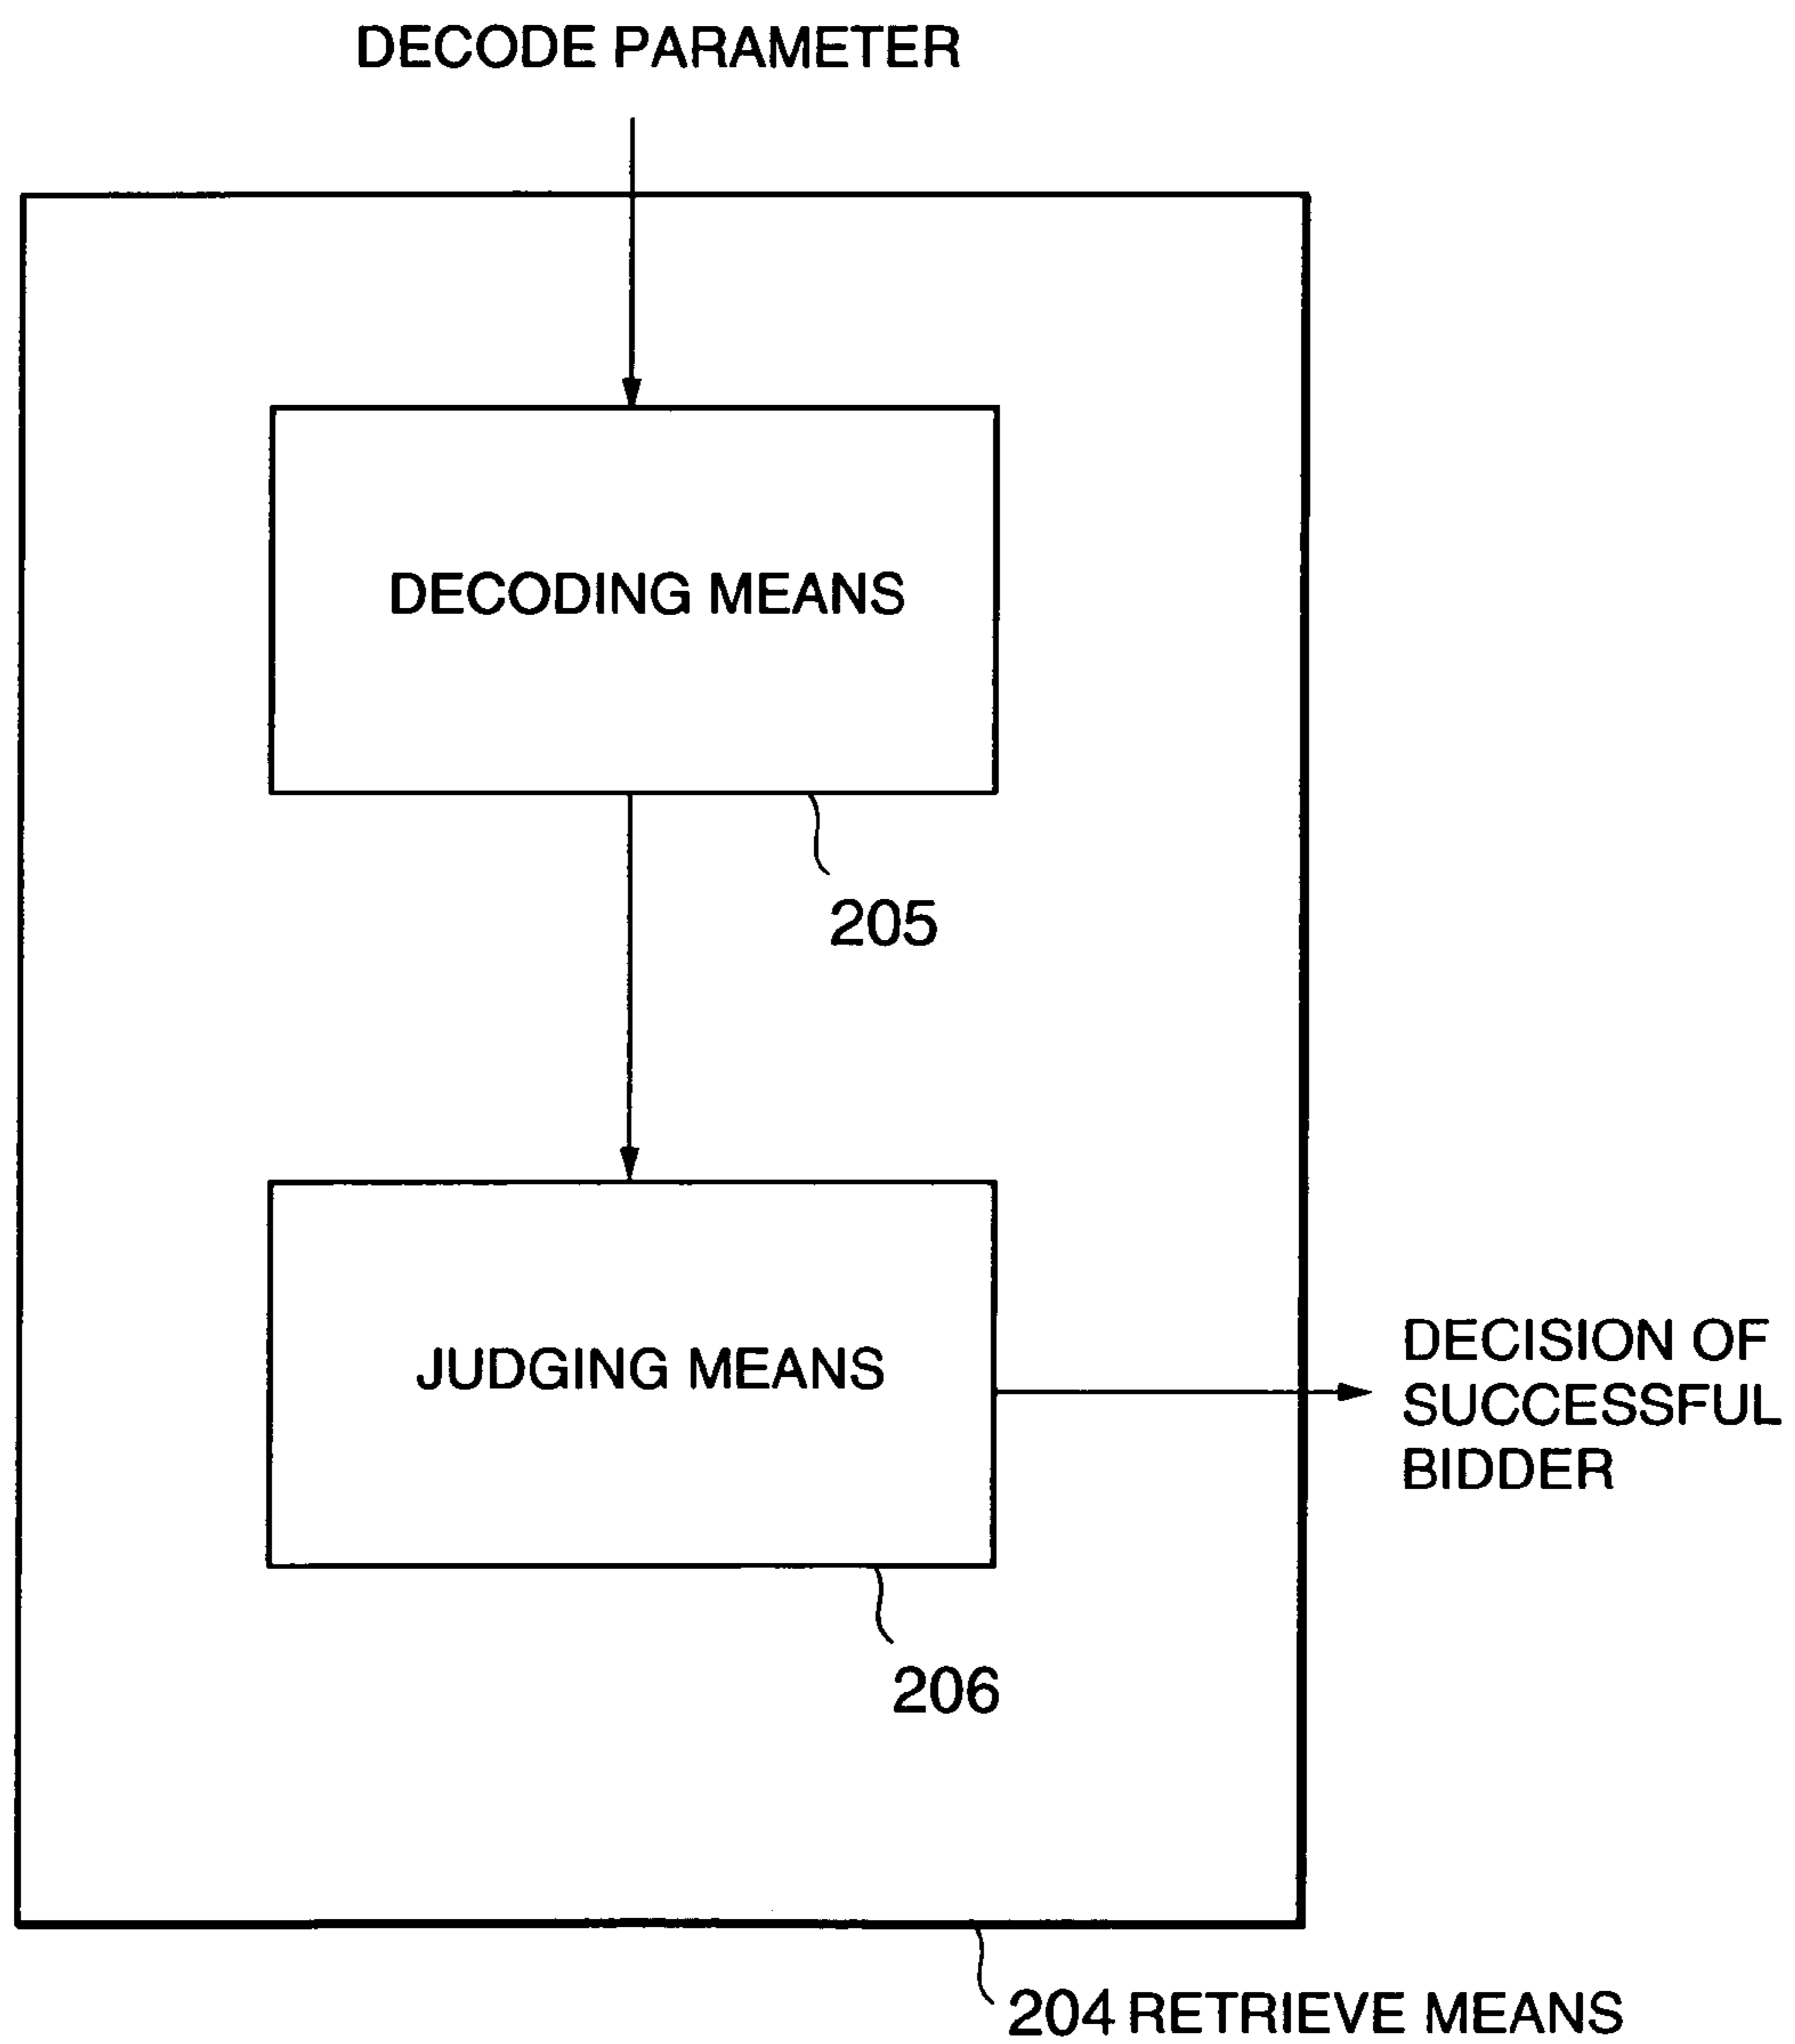 DECODE PARAMETER
DECODING MEANS
205
JUDGING MEANS
DECISION OF
SUCCESSFUL
BIDDER
206
204 RETRIEVE MEANS